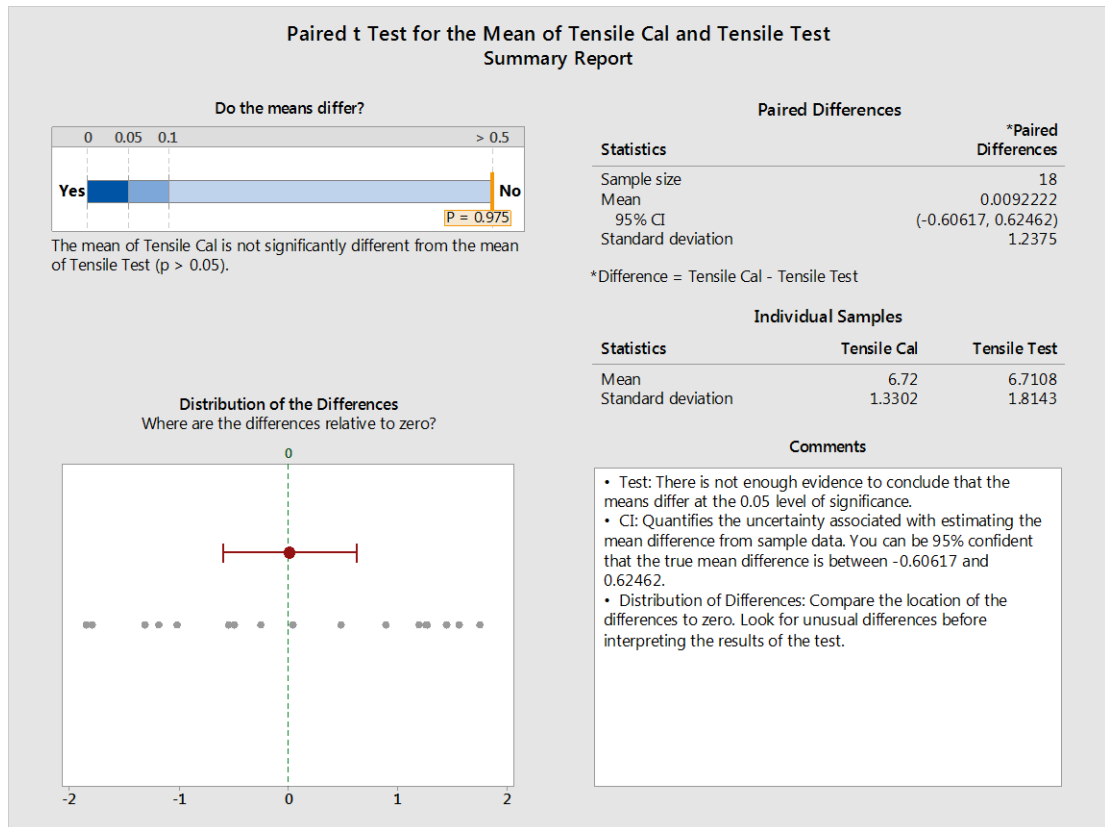 Paired t Test for the Mean of Tensile Cal and Tensile Test
Summary Report
Do the means differ?
0 0.05 0.1 > 0.5
Yes No
P = 0.975
The mean of Tensile Cal is not significantly different from the mean
of Tensile Test (p > 0.05).
Distribution of the Differences
Where are the differences relative to zero?
0
-2 -1 0 1 2
Paired Differences
*Paired
Statistics Differences
Sample size 18
Mean 0.0092222
95% CI (-0.60617, 0.62462)
Standard deviation 1.2375
*Difference = Tensile Cal - Tensile Test
Individual Samples
Statistics Tensile Cal Tensile Test
Mean 6.72 6.7108
Standard deviation 1.3302 1.8143
Comments
• Test: There is not enough evidence to conclude that the
means differ at the 0.05 level of significance.
• CI: Quantifies the uncertainty associated with estimating the
mean difference from sample data. You can be 95% confident
that the true mean difference is between -0.60617 and
0.62462.
• Distribution of Differences: Compare the location of the
differences to zero. Look for unusual differences before
interpreting the results of the test.